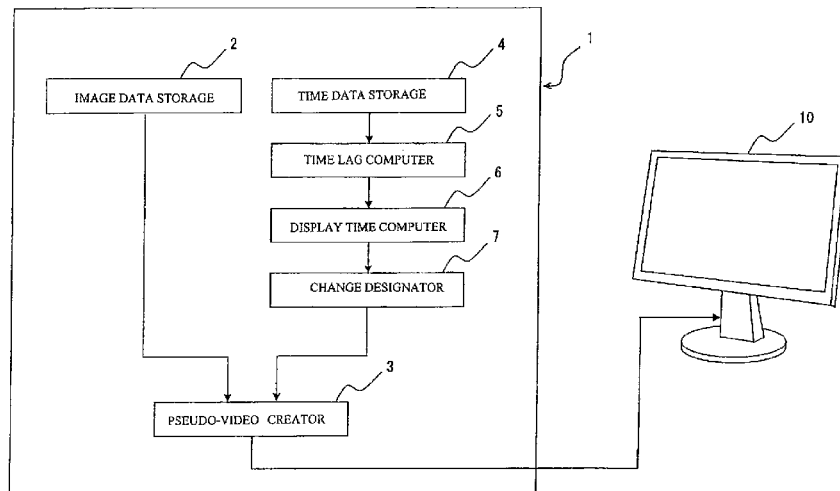 2
4
1
IMAGE DATA STORAGE
TIME DATA STORAGE
5
10
TIME LAG COMPUTER
6
DISPLAY TIME COMPUTER
7
CHANGE DESIGNATOR
3
PSEUDO-VIDEO CREATOR